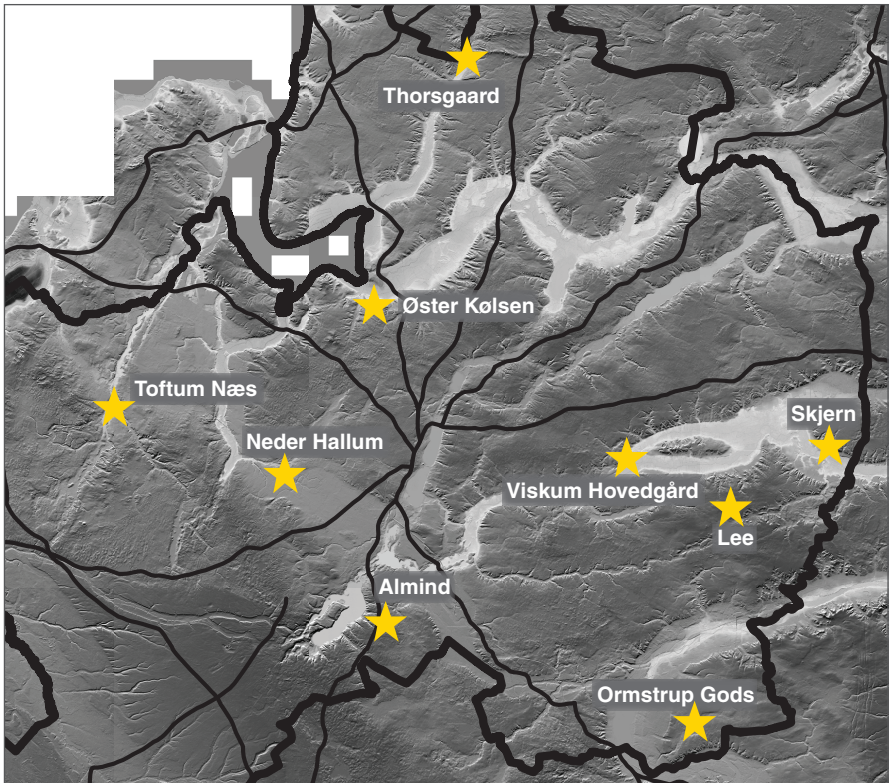 Thorsgaard
Øster Kølsen
Toftum Næs
Skjern
Neder Hallum
Viskum Hovedgård
Lee
Almind
Ormstrup Gods